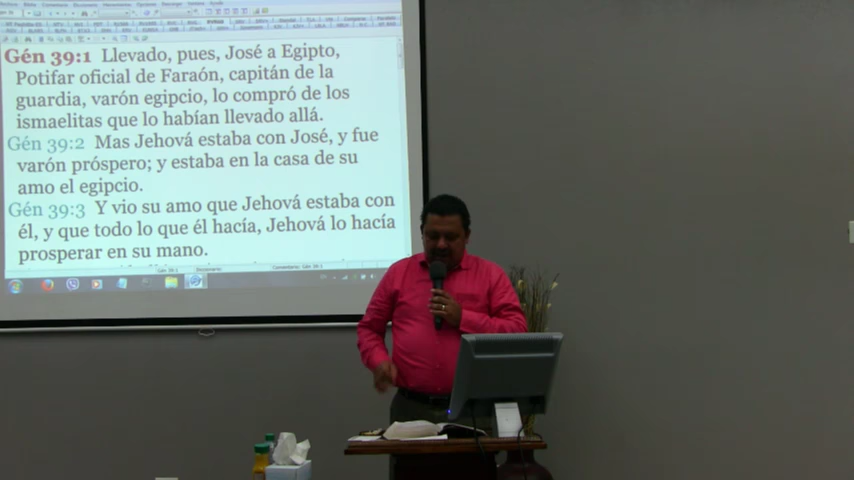 Gén 39:1 Llevado, pues, José a Egipto,
Potifar oficial de Faraón, capitán de la
guardia, varón egipcio, lo compró de los
ismaelitas que lo habían llevado allá.
Gén 39:2 Mas Jehová estaba con José, y fue
varón próspero; y estaba en la casa de su
amo el egipcio.
Gén 39:3 Y vio su amo que Jehová estaba con
él, y que todo lo que él hacía, Jehová lo hacía
prosperar en su mano.